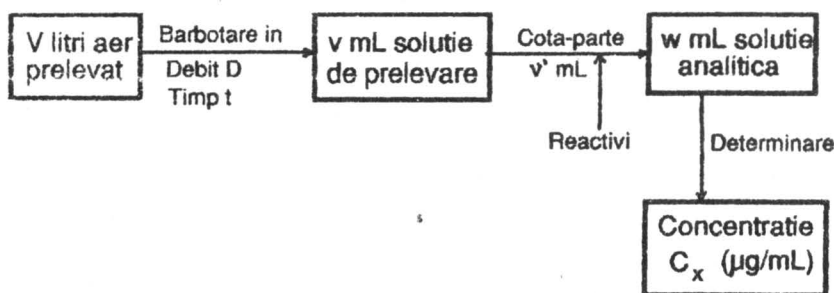 V litri aer
prelevat
Barbotare in
Debit D
Timp t
v mL solutie
de prelevare
Cota-parte
v' mL
Reactivi
w mL solutie
analitica
Determinare
Concentratie
Cx (µg/mL)